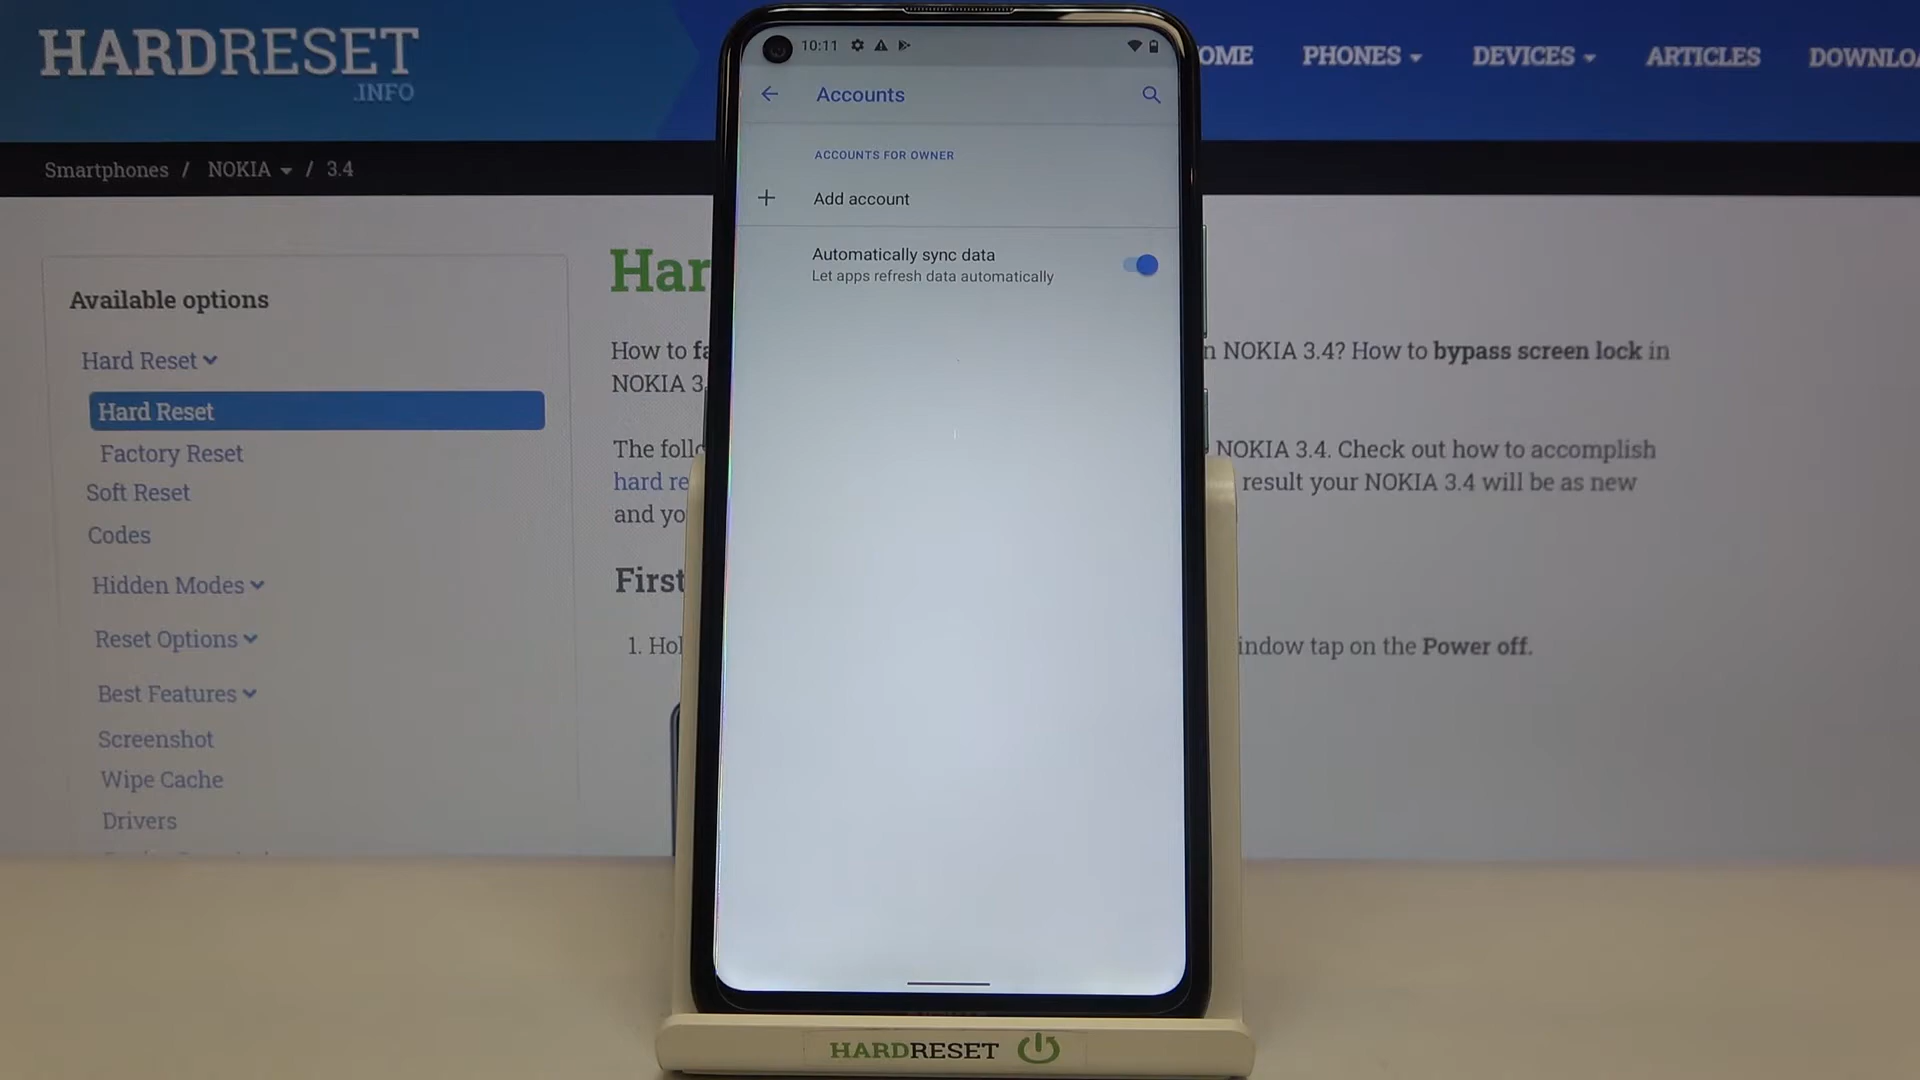 HARDRESET
.INFO
OME
PHONES
DEVICES
ARTICLES
DOWNLOA
Smartphones / NOKIA / 3.4
10:11
Accounts
ACCOUNTS FOR OWNER
Add account
Automatically sync data
Let apps refresh data automatically
Available options
Hard Reset
Hard Reset
Factory Reset
Soft Reset
Codes
Hidden Modes
Reset Options
Best Features
Screenshot
Wipe Cache
Drivers
Har
How to fa
n NOKIA 3.4? How to bypass screen lock in
NOKIA 3.
The follo
NOKIA 3.4. Check out how to accomplish
hard re
result your NOKIA 3.4 will be as new
and yo
First
1. Hol
indow tap on the Power off.
HARDRESET